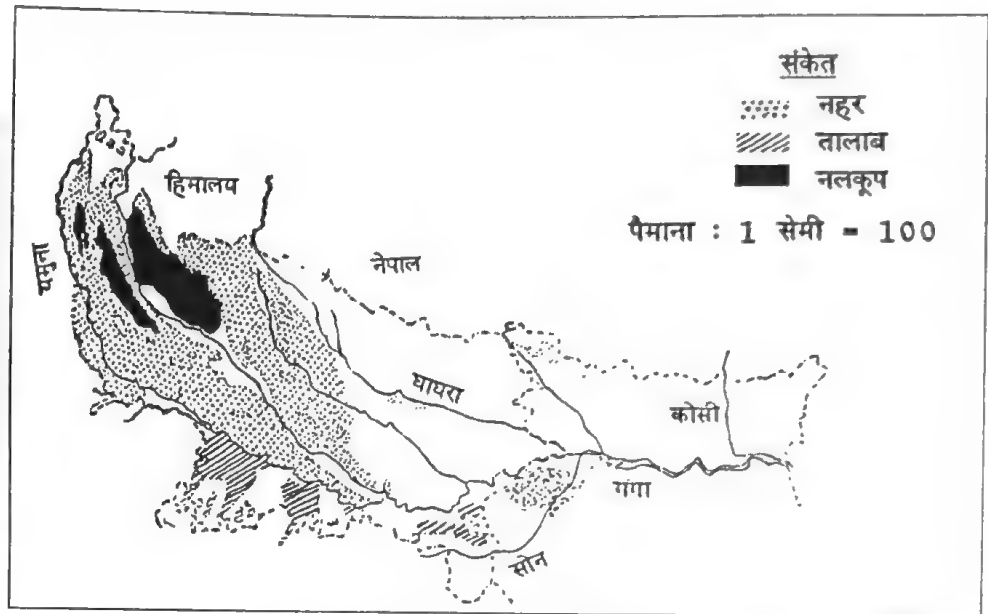 संकेत
नहर
तालाब
नलकूप
पैमाना : 1 सेमी = 100
हिमालय
यमुना
नेपाल
घाघरा
कोसी
गंगा
सोन